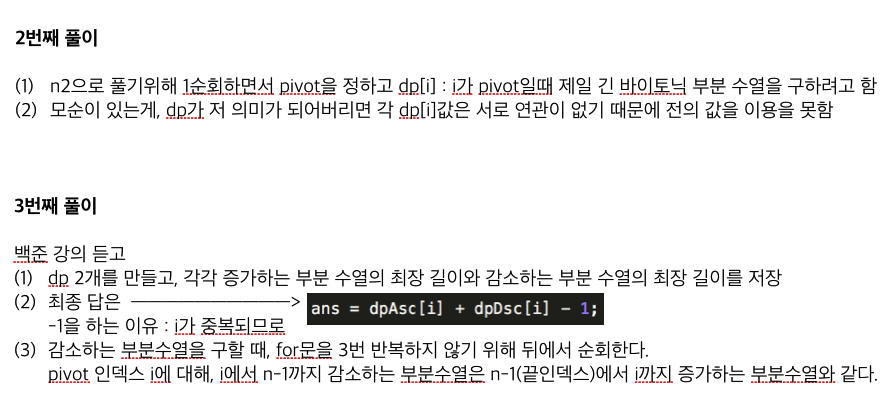 2번째 풀이
(1) n2으로 풀기위해 1순회하면서 pivot을 정하고 dp[i] : i가 pivot일때 제일 긴 바이토닉 부분 수열을 구하려고 함
(2) 모순이 있는게, dp가 저 의미가 되어버리면 각 dp[i]값은 서로 연관이 없기 때문에 전의 값을 이용을 못함
3번째 풀이
백준 강의 듣고
(1) dp 2개를 만들고, 각각 증가하는 부분 수열의 최장 길이와 감소하는 부분 수열의 최장 길이를 저장
(2) 최종 답은 ―――――――――> ans = dpAsc[i] + dpDsc[i] - 1;
-1을 하는 이유 : i가 중복되므로
(3) 감소하는 부분수열을 구할 때, for문을 3번 반복하지 않기 위해 뒤에서 순회한다.
pivot 인덱스 i에 대해, i에서 n-1까지 감소하는 부분수열은 n-1(끝인덱스)에서 i까지 증가하는 부분수열와 같다.